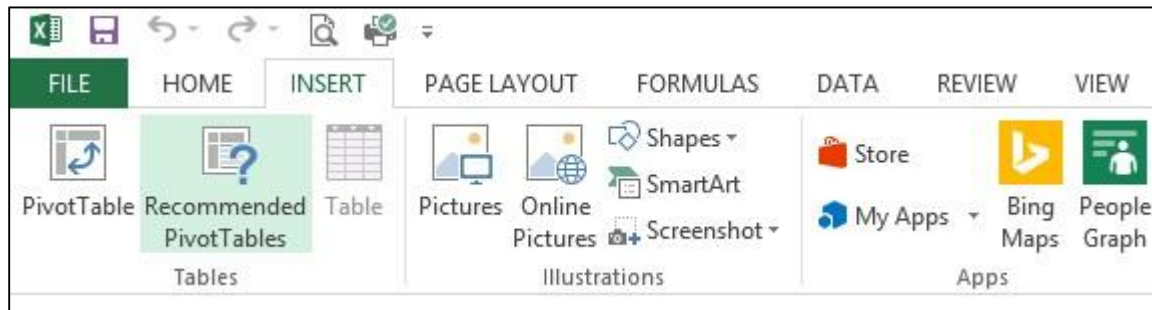 FILE HOME INSERT PAGE LAYOUT FORMULAS DATA REVIEW VIEW
PivotTable
Recommended
PivotTables
Table
Tables
Pictures
Online
Pictures
Shapes
SmartArt
Screenshot
Illustrations
Store
My Apps
Bing
Maps
People
Graph
Apps